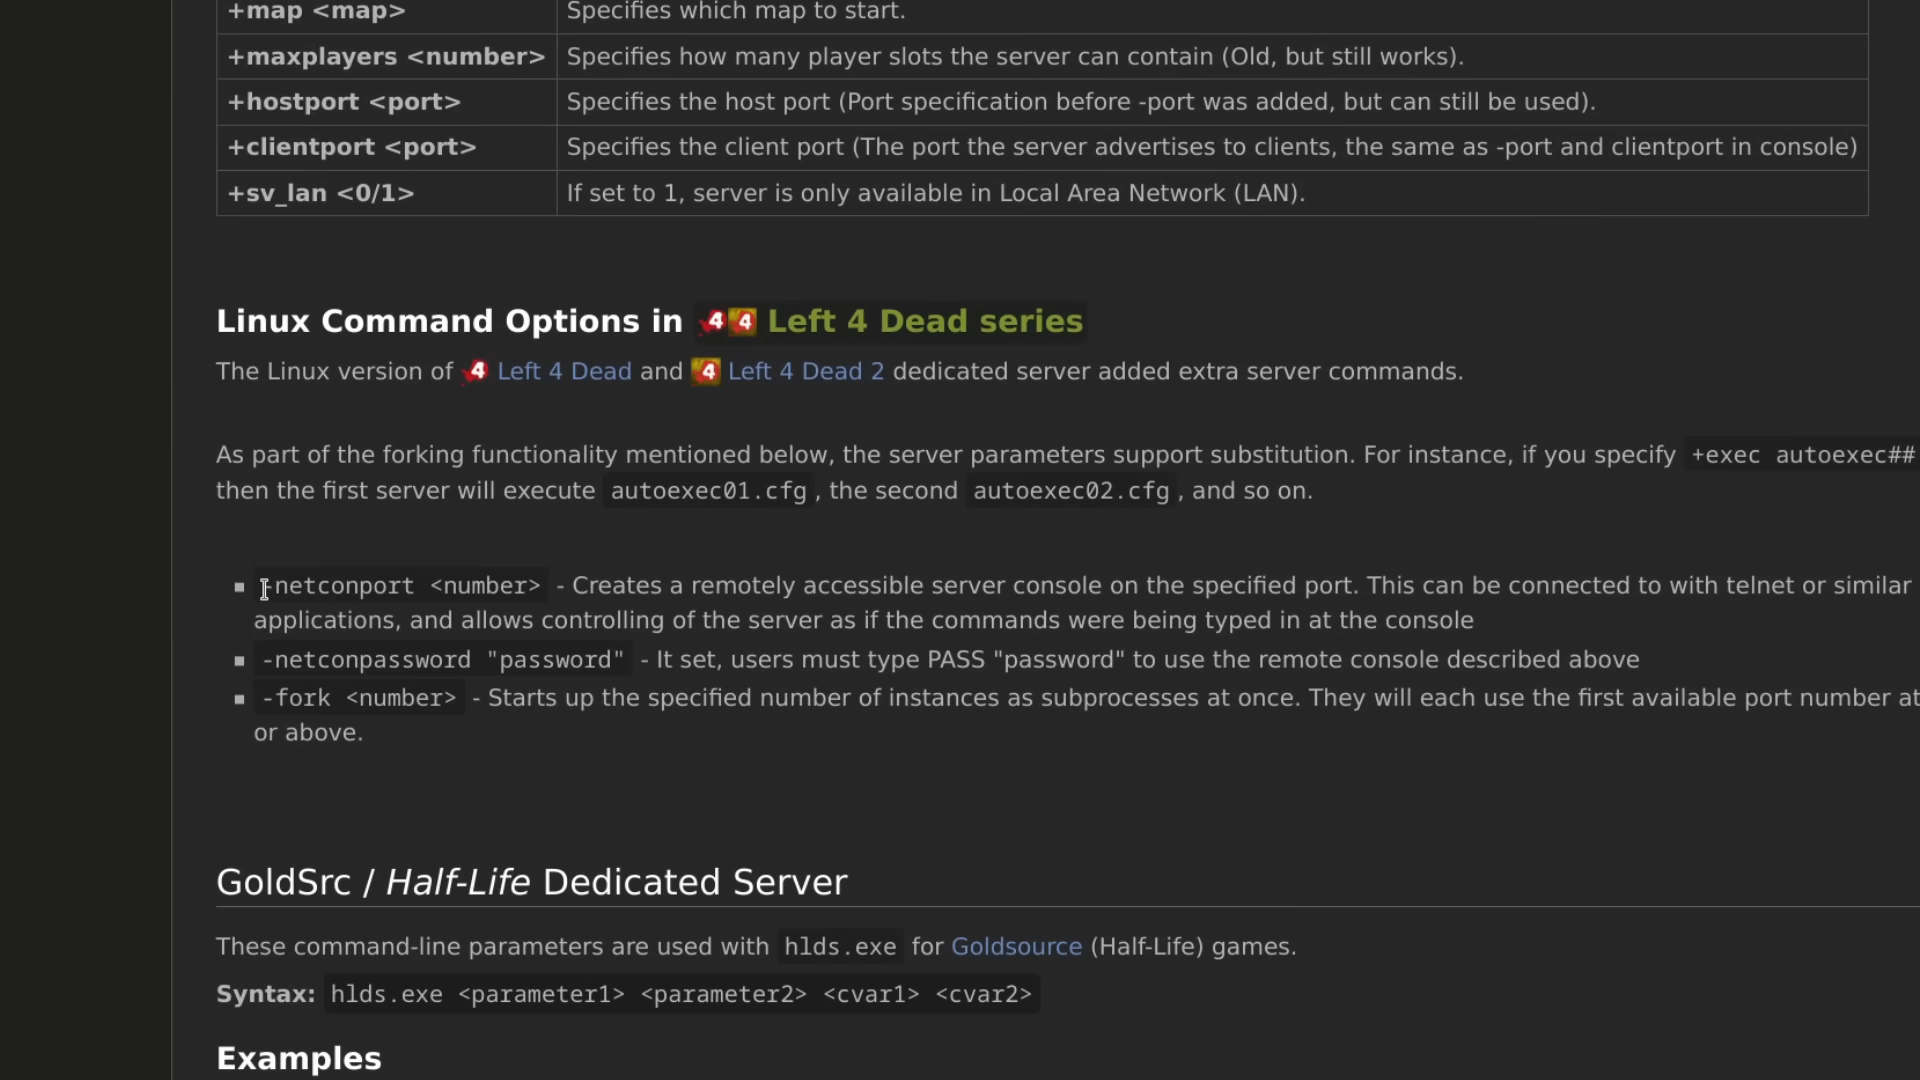 +map <map> Specifies which map to start.
+maxplayers <number> Specifies how many player slots the server can contain (Old, but still works).
+hostport <port> Specifies the host port (Port specification before -port was added, but can still be used).
+clientport <port> Specifies the client port (The port the server advertises to clients, the same as -port and clientport in console)
+sv_lan <0/1> If set to 1, server is only available in Local Area Network (LAN).
Linux Command Options in 4 4 Left 4 Dead series
The Linux version of 4 Left 4 Dead and 4 Left 4 Dead 2 dedicated server added extra server commands.
As part of the forking functionality mentioned below, the server parameters support substitution. For instance, if you specify +exec autoexec##
then the first server will execute autoexec01.cfg , the second autoexec02.cfg , and so on.
-netconport <number> - Creates a remotely accessible server console on the specified port. This can be connected to with telnet or similar
applications, and allows controlling of the server as if the commands were being typed in at the console
-netconpassword "password" - It set, users must type PASS "password" to use the remote console described above
-fork <number> - Starts up the specified number of instances as subprocesses at once. They will each use the first available port number at
or above.
GoldSrc / Half-Life Dedicated Server
These command-line parameters are used with hlds.exe for Goldsource (Half-Life) games.
Syntax: hlds.exe <parameter1> <parameter2> <cvar1> <cvar2>
Examples